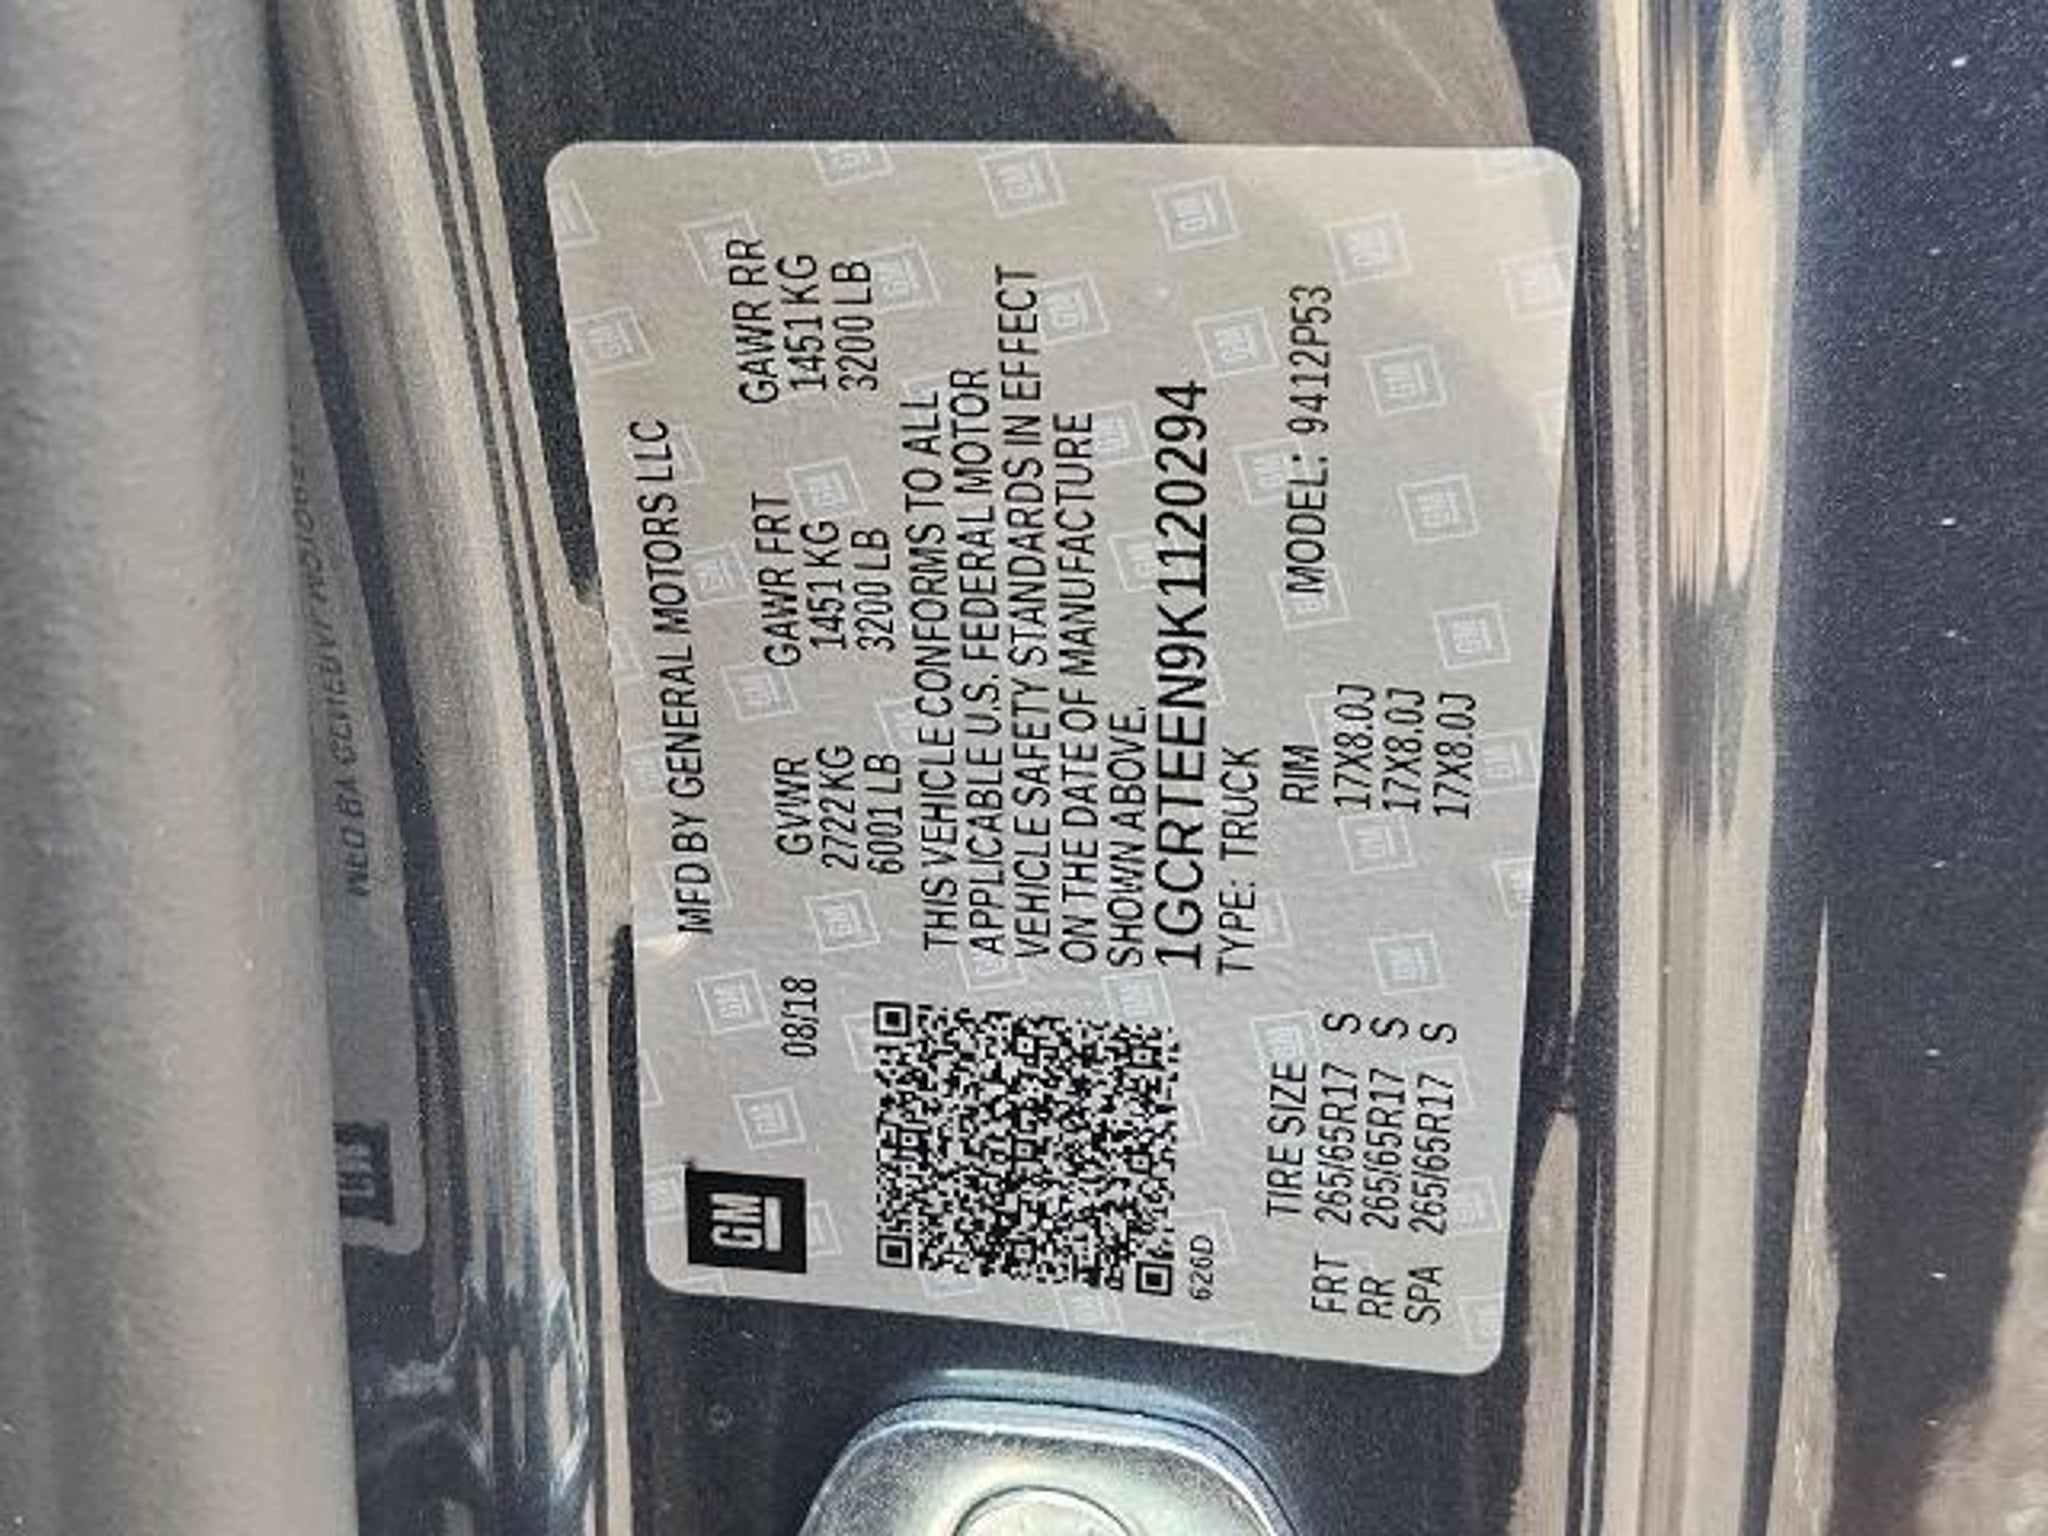 MFD BY GENERAL MOTORS LLC
GM
08/18 GVWR GAWR FRT GAWR RR
2722 KG 1451 KG 1451 KG
6001 LB 3200 LB 3200 LB
THIS VEHICLE CONFORMS TO ALL
APPLICABLE U.S. FEDERAL MOTOR
VEHICLE SAFETY STANDARDS IN EFFECT
ON THE DATE OF MANUFACTURE
SHOWN ABOVE.
1GCRTEEN9K1120294
626D
TYPE: TRUCK
TIRE SIZE RIM MODEL: 9412P53
FRT 265/65R17 S 17X8.0J
RR 265/65R17 S 17X8.0J
SPA 265/65R17 S 17X8.0J